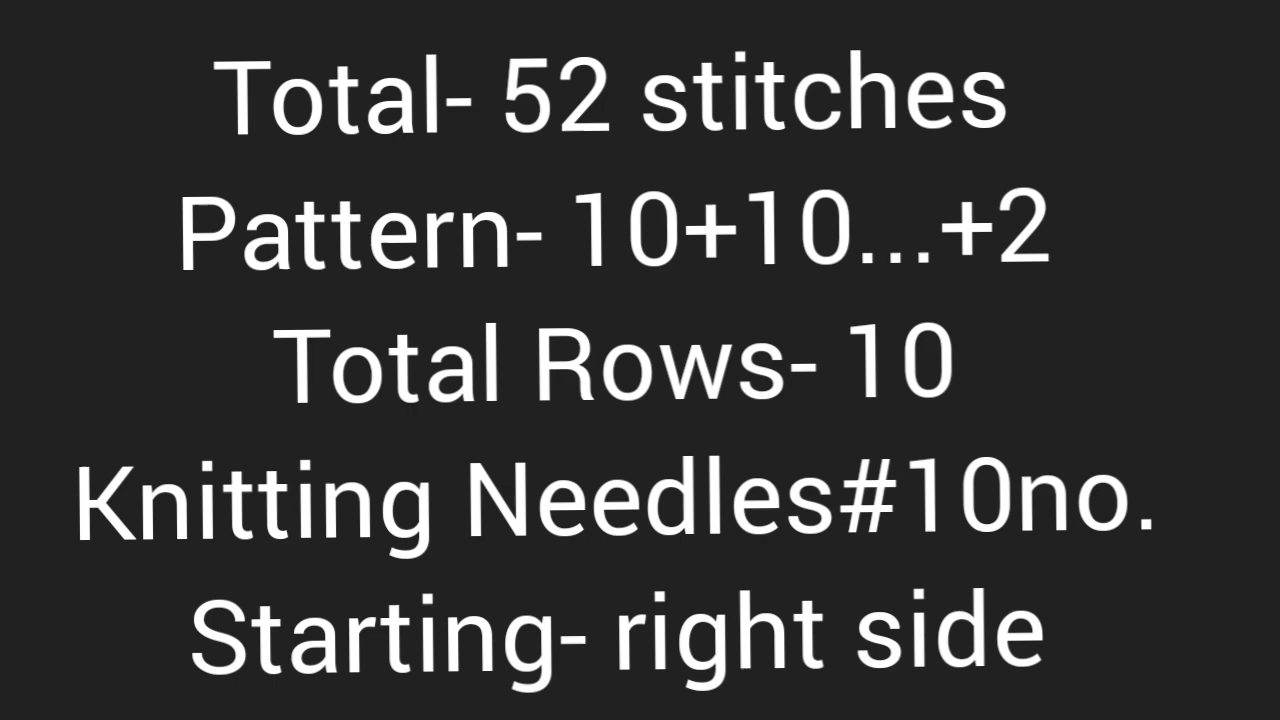 Total- 52 stitches
Pattern- 10+10...+2
Total Rows- 10
Knitting Needles#10no.
Starting- right side